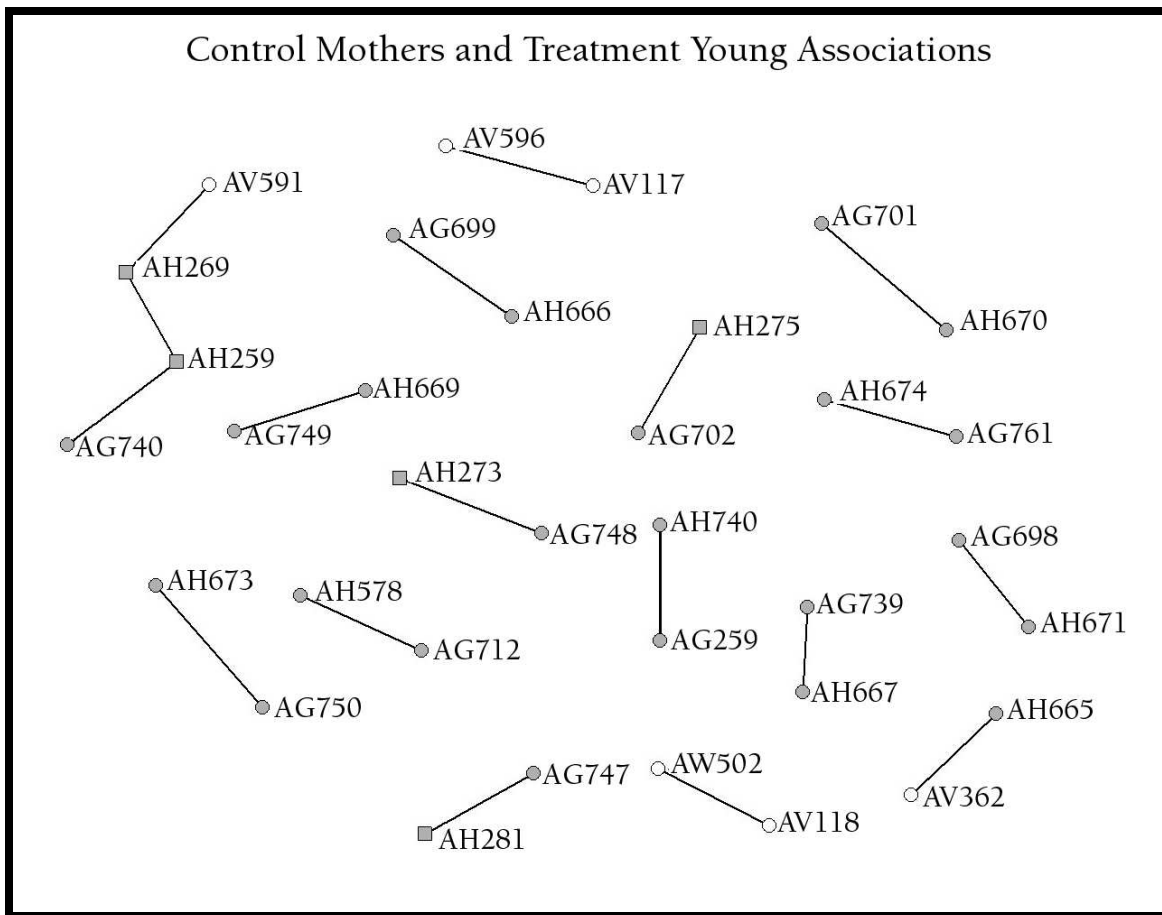 Control Mothers and Treatment Young Associations
AV596
AV591
AV117
AG699
AG701
AH269
AH666
AH275
AH670
AH259
AH669
AH674
AG740
AG749
AG702
AG761
AH273
AG748
AH740
AG698
AH673
AH578
AG739
AH671
AG712
AG259
AG750
AH667
AH665
AG747
AW502
AV362
AH281
AV118